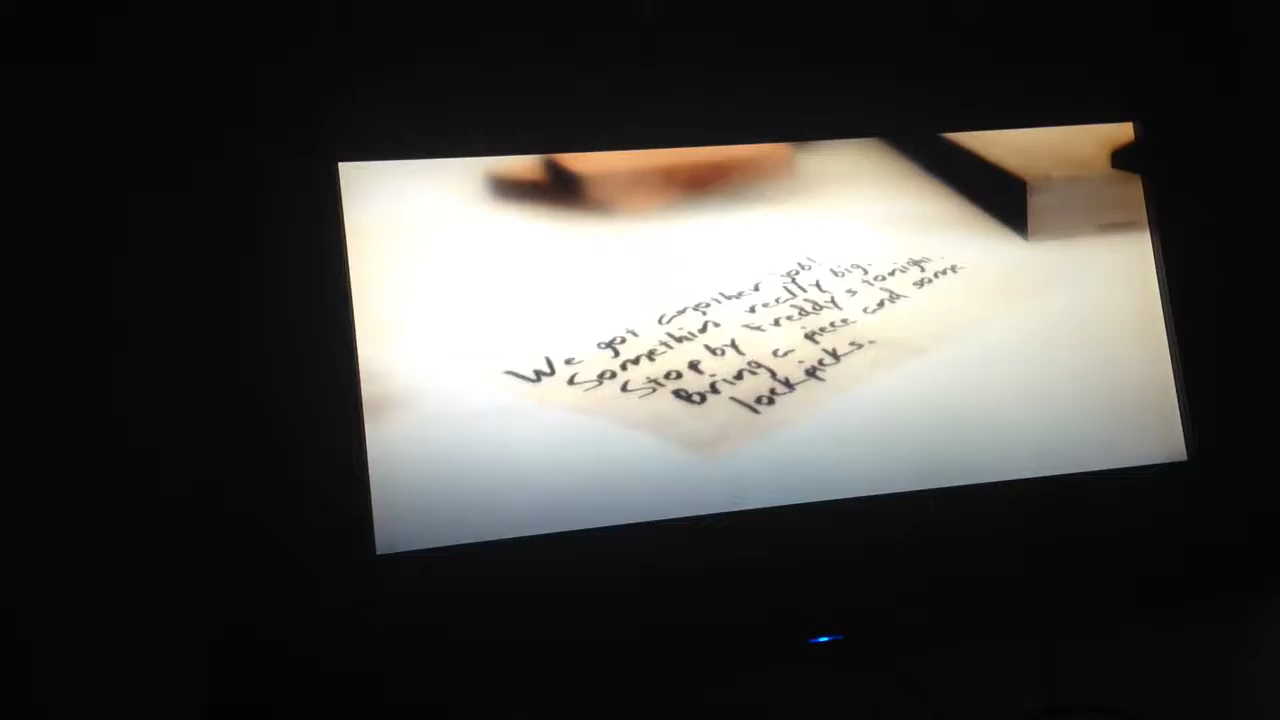 We got another job!
Somethin really big.
Stop by Freddy's tonight.
Bring a piece and some
lockpicks.